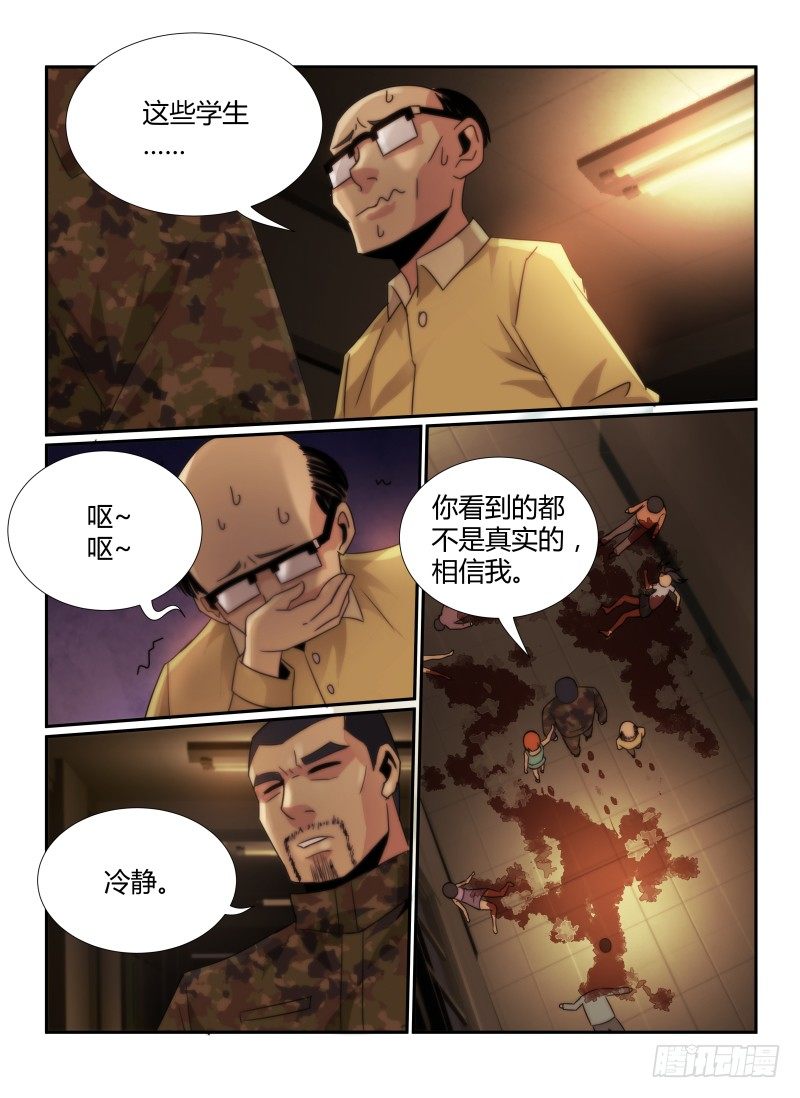 这些学生
……
呕~
呕~
你看到的都
不是真实的，
相信我。
冷静。
腾讯动漫